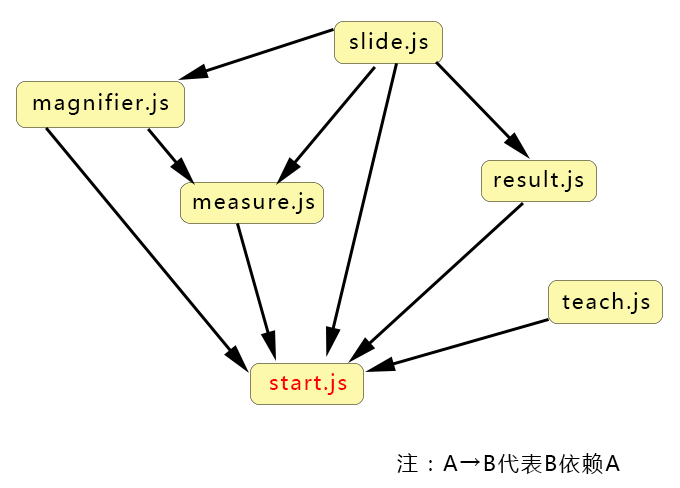 slide.js
magnifier.js
measure.js
result.js
teach.js
start.js
注：A→B代表B依赖A